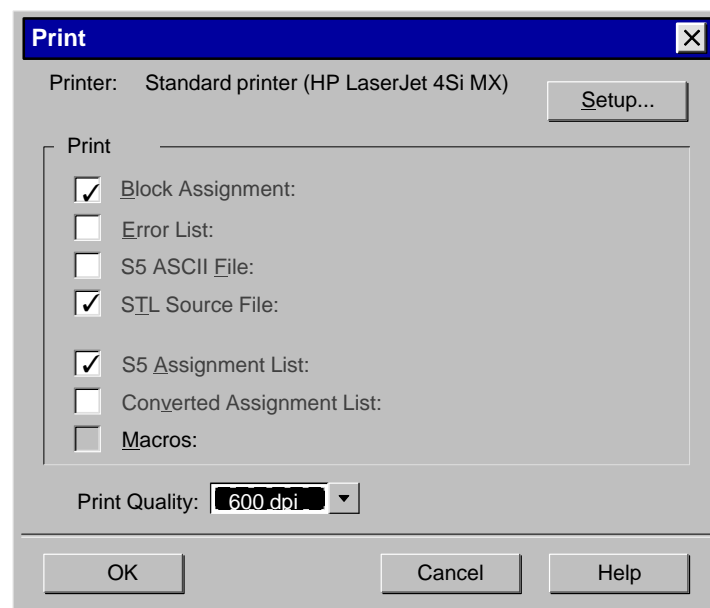 Print
Printer: Standard printer (HP LaserJet 4Si MX)
Setup...
Print
Block Assignment:
Error List:
S5 ASCII File:
STL Source File:
S5 Assignment List:
Converted Assignment List:
Macros:
Print Quality: 600 dpi
OK Cancel Help